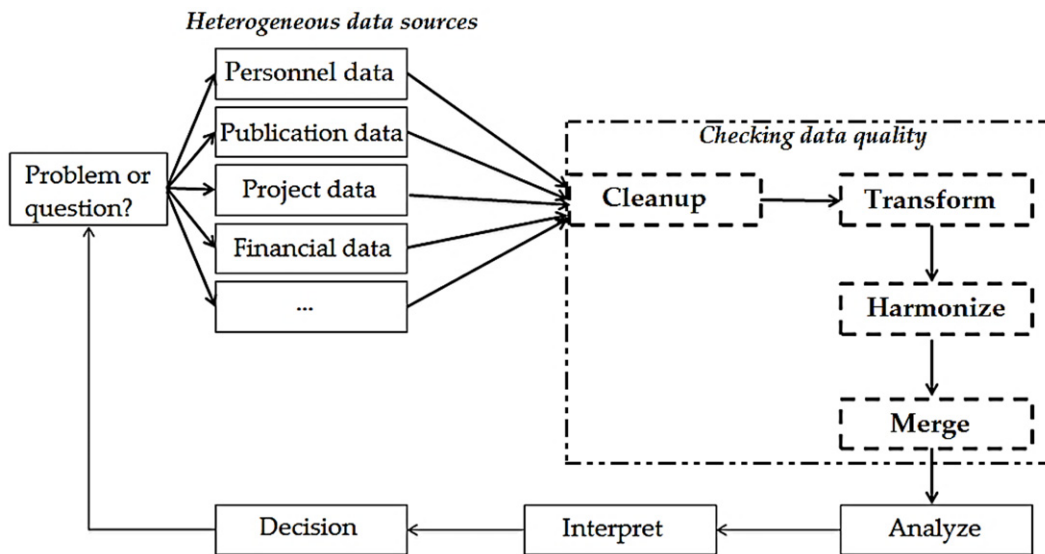 Heterogeneous data sources
Personnel data
Publication data
Project data
Financial data
...
Problem or
question?
Checking data quality
Cleanup
Transform
Harmonize
Merge
Analyze
Interpret
Decision